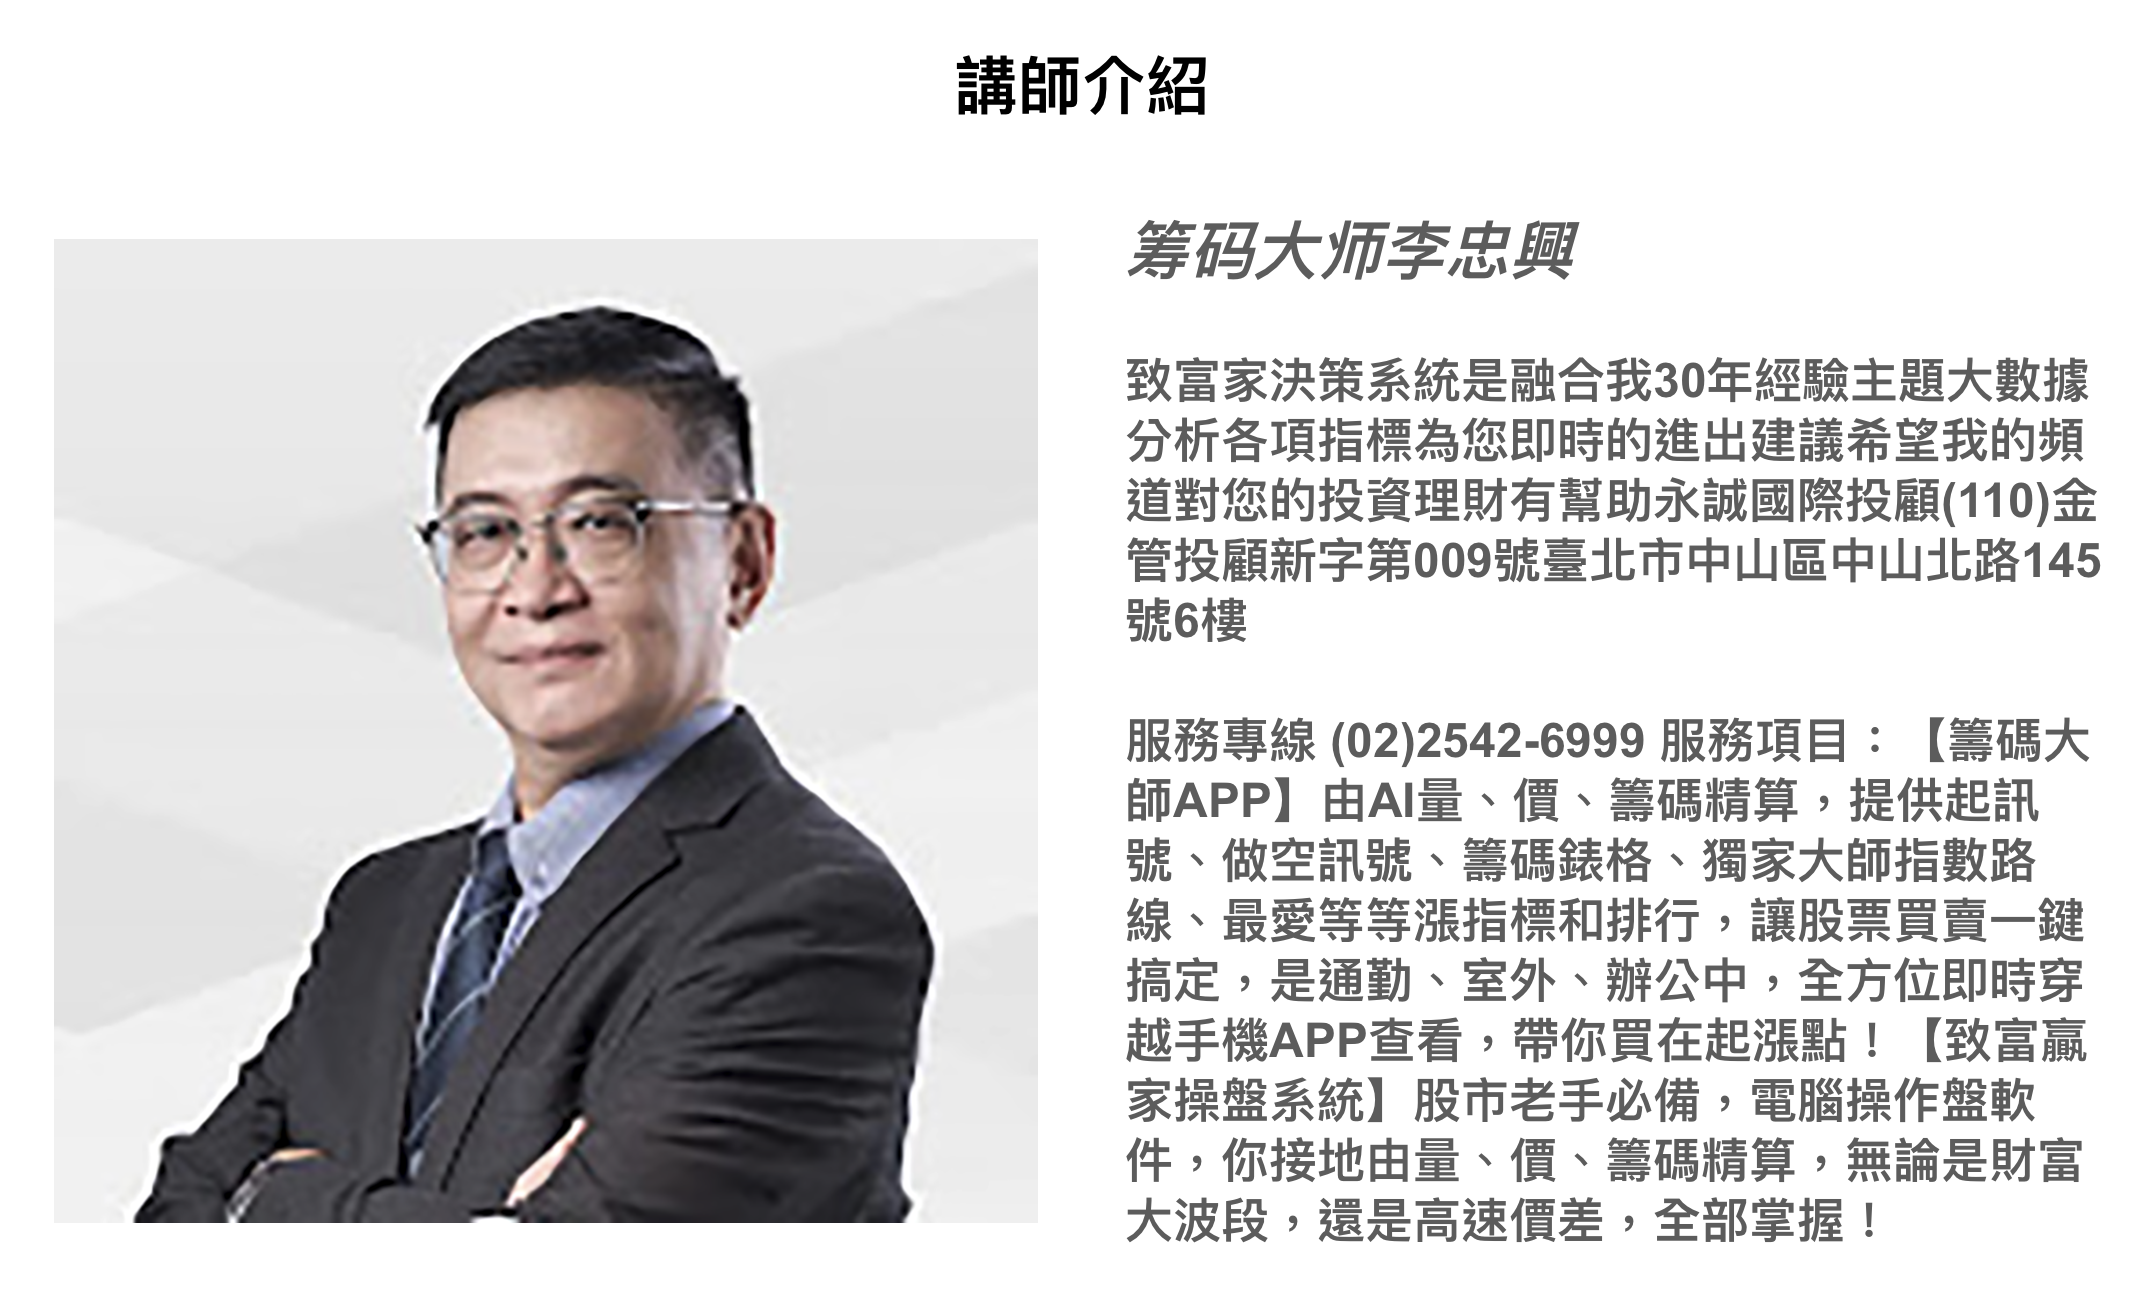 講師介紹
筹码大师李忠興
致富家決策系統是融合我30年經驗主題大數據
分析各項指標為您即時的進出建議希望我的頻
道對您的投資理財有幫助永誠國際投顧(110)金
管投顧新字第009號臺北市中山區中山北路145
號6樓
服務專線 (02)2542-6999 服務項目：【籌碼大
師APP】由AI量、價、籌碼精算，提供起訊
號、做空訊號、籌碼錶格、獨家大師指數路
線、最愛等等漲指標和排行，讓股票買賣一鍵
搞定，是通勤、室外、辦公中，全方位即時穿
越手機APP查看，帶你買在起漲點！【致富贏
家操盤系統】股市老手必備，電腦操作盤軟
件，你接地由量、價、籌碼精算，無論是財富
大波段，還是高速價差，全部掌握！